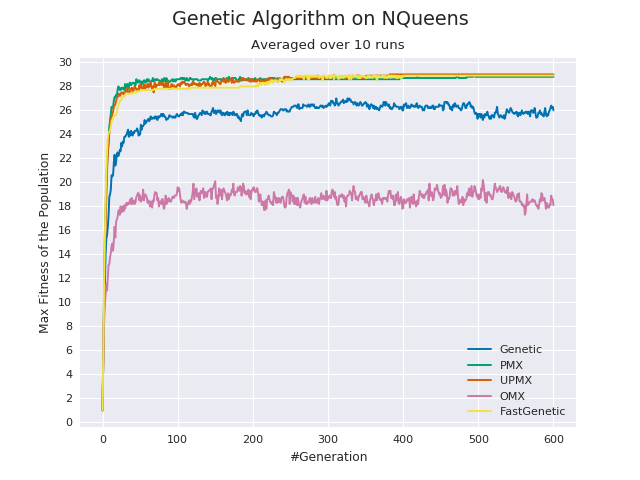 Genetic Algorithm on NQueens
Averaged over 10 runs
30
28
26
24
22
20
18
16
14
12
10
8
6
4
2
0
Max Fitness of the Population
Genetic
PMX
UPMX
OMX
FastGenetic
0 100 200 300 400 500 600
#Generation